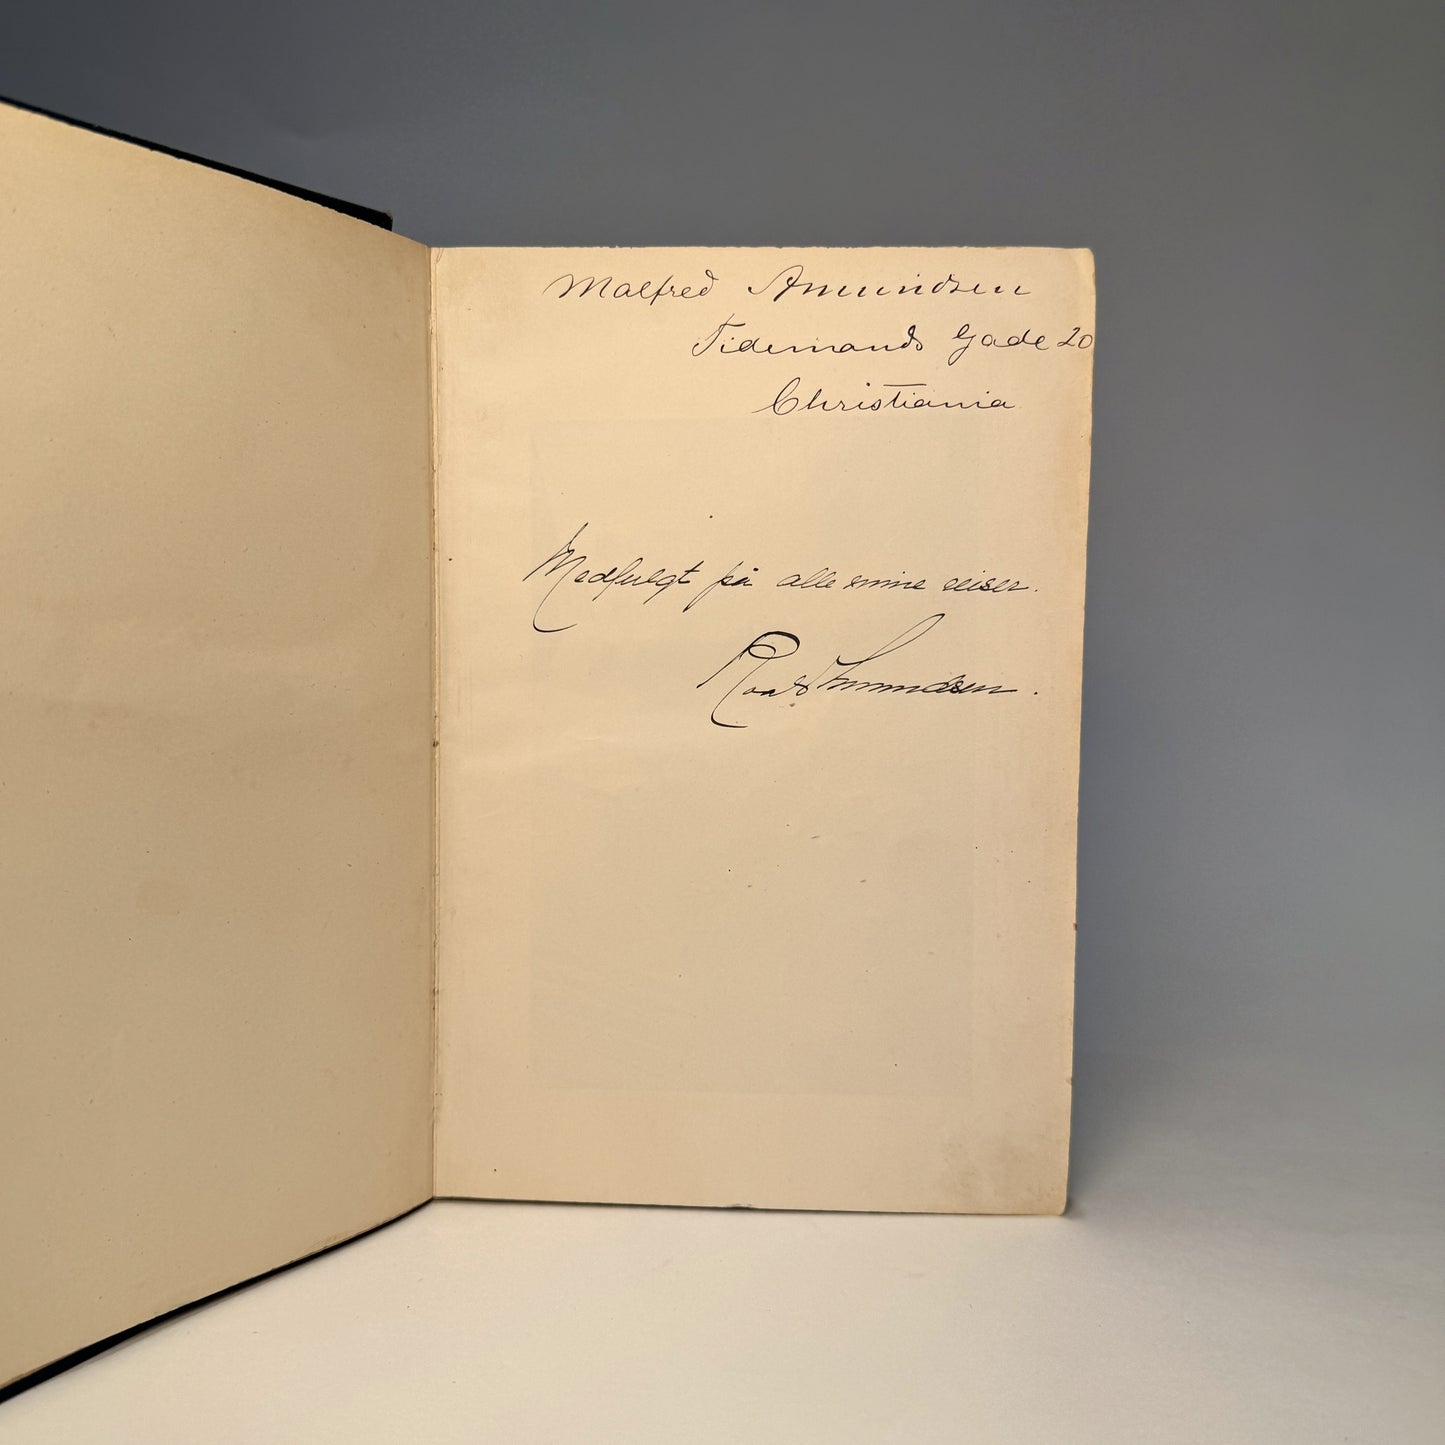 Malfred Amundsen
Tidemands Gade 20
Christiania
Medfulgt på alle mine reiser.
Roald Amundsen.